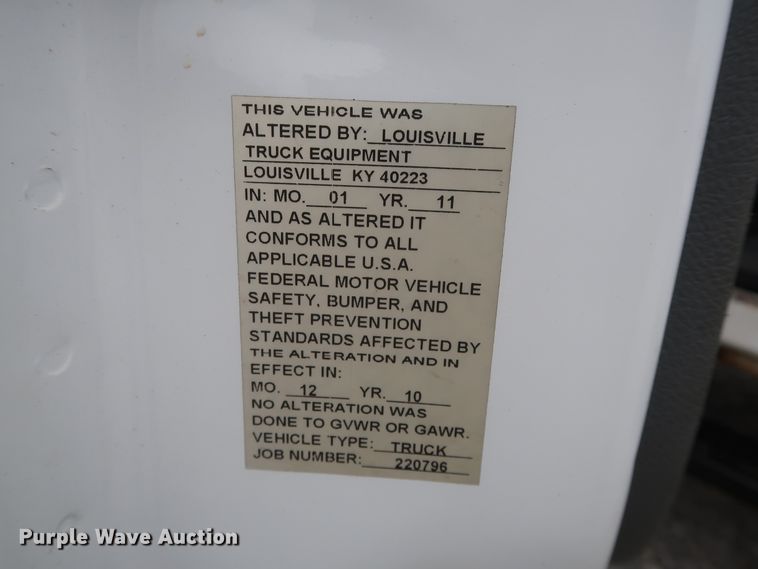 THIS VEHICLE WAS
ALTERED BY: LOUISVILLE
TRUCK EQUIPMENT
LOUISVILLE KY 40223
IN: MO. 01 YR. 11
AND AS ALTERED IT
CONFORMS TO ALL
APPLICABLE U.S.A.
FEDERAL MOTOR VEHICLE
SAFETY, BUMPER, AND
THEFT PREVENTION
STANDARDS AFFECTED BY
THE ALTERATION AND IN
EFFECT IN:
MO. 12 YR. 10
NO ALTERATION WAS
DONE TO GVWR OR GAWR.
VEHICLE TYPE: TRUCK
JOB NUMBER: 220796
Purple Wave Auction